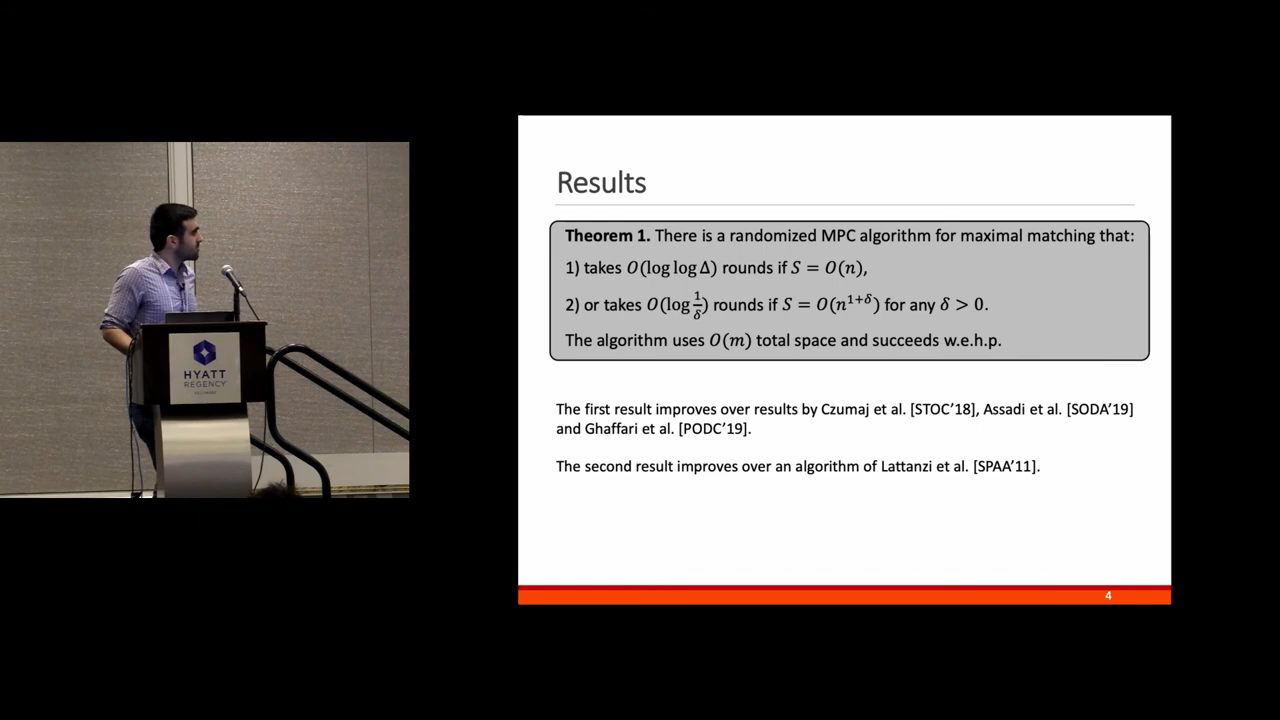 Results
Theorem 1. There is a randomized MPC algorithm for maximal matching that:
1) takes O(log log Δ) rounds if S = O(n),
2) or takes O(log 1/δ) rounds if S = O(n^{1+δ}) for any δ > 0.
The algorithm uses O(m) total space and succeeds w.e.h.p.
The first result improves over results by Czumaj et al. [STOC'18], Assadi et al. [SODA'19]
and Ghaffari et al. [PODC'19].
The second result improves over an algorithm of Lattanzi et al. [SPAA'11].
4
HYATT
REGENCY